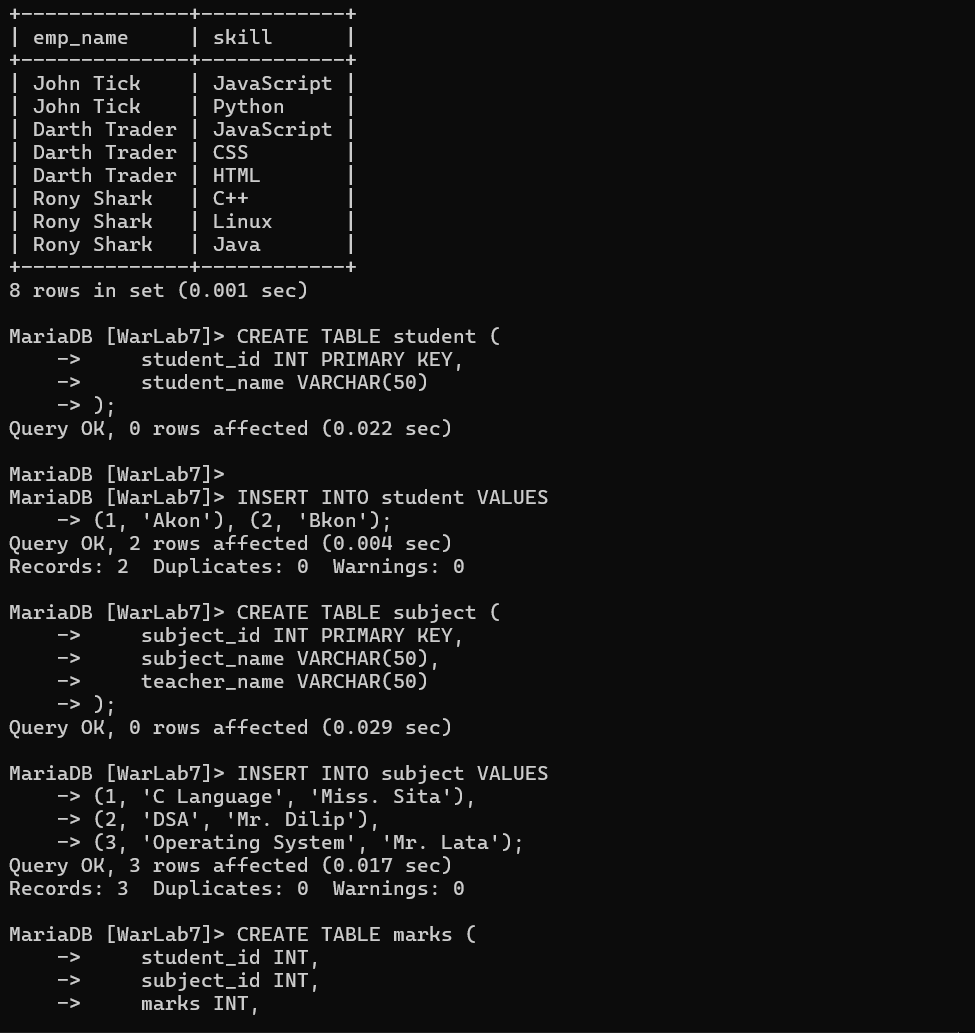 +--------------+------------+
| emp_name     | skill      |
+--------------+------------+
| John Tick    | JavaScript |
| John Tick    | Python     |
| Darth Trader | JavaScript |
| Darth Trader | CSS        |
| Darth Trader | HTML       |
| Rony Shark   | C++        |
| Rony Shark   | Linux      |
| Rony Shark   | Java       |
+--------------+------------+
8 rows in set (0.001 sec)

MariaDB [WarLab7]> CREATE TABLE student (
    ->     student_id INT PRIMARY KEY,
    ->     student_name VARCHAR(50)
    -> );
Query OK, 0 rows affected (0.022 sec)

MariaDB [WarLab7]>
MariaDB [WarLab7]> INSERT INTO student VALUES
    -> (1, 'Akon'), (2, 'Bkon');
Query OK, 2 rows affected (0.004 sec)
Records: 2  Duplicates: 0  Warnings: 0

MariaDB [WarLab7]> CREATE TABLE subject (
    ->     subject_id INT PRIMARY KEY,
    ->     subject_name VARCHAR(50),
    ->     teacher_name VARCHAR(50)
    -> );
Query OK, 0 rows affected (0.029 sec)

MariaDB [WarLab7]> INSERT INTO subject VALUES
    -> (1, 'C Language', 'Miss. Sita'),
    -> (2, 'DSA', 'Mr. Dilip'),
    -> (3, 'Operating System', 'Mr. Lata');
Query OK, 3 rows affected (0.017 sec)
Records: 3  Duplicates: 0  Warnings: 0

MariaDB [WarLab7]> CREATE TABLE marks (
    ->     student_id INT,
    ->     subject_id INT,
    ->     marks INT,